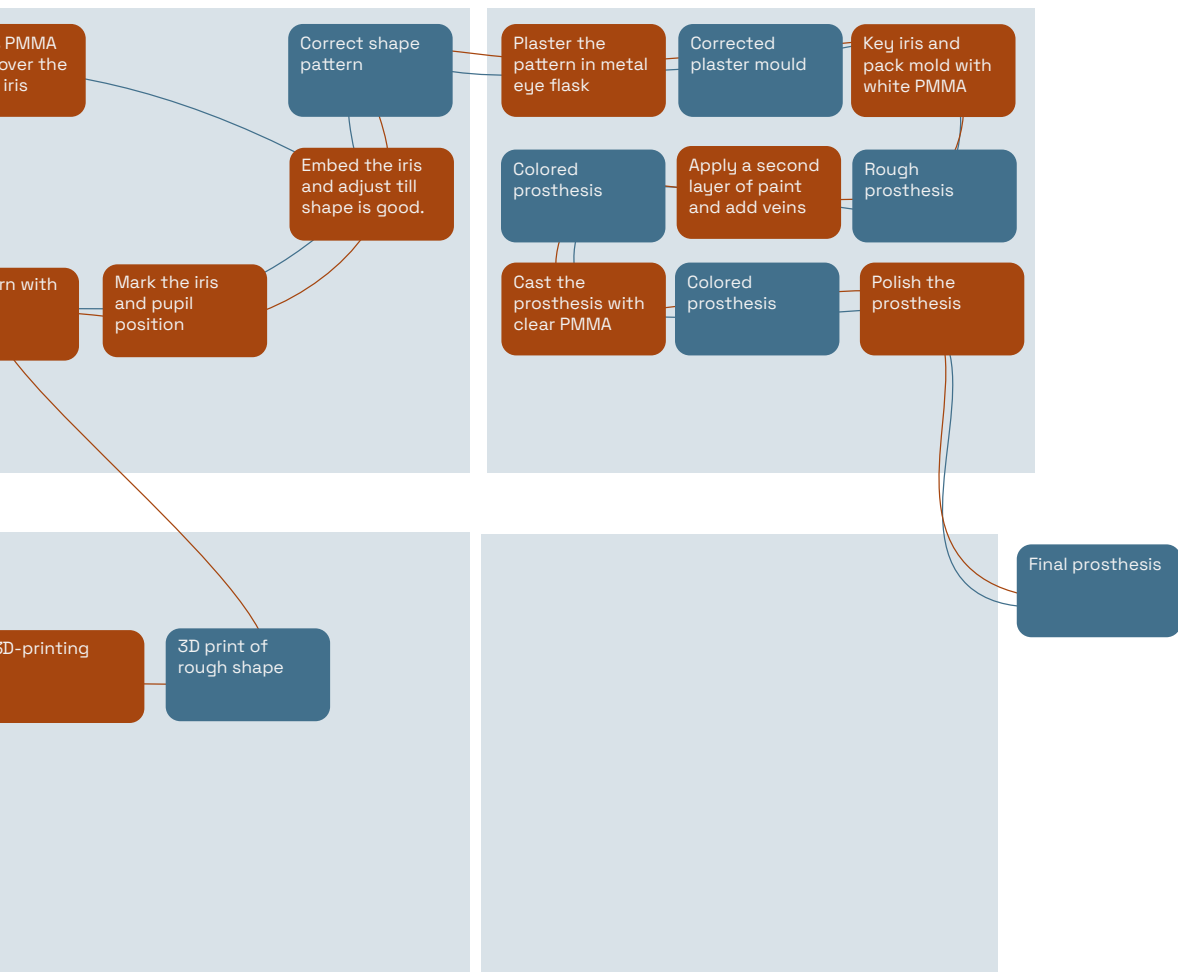 PMMA
over the
iris
Correct shape
pattern
Embed the iris
and adjust till
shape is good.
rn with
Mark the iris
and pupil
position
Plaster the
pattern in metal
eye flask
Corrected
plaster mould
Key iris and
pack mold with
white PMMA
Colored
prosthesis
Apply a second
layer of paint
and add veins
Rough
prosthesis
Cast the
prosthesis with
clear PMMA
Colored
prosthesis
Polish the
prosthesis
3D-printing
3D print of
rough shape
Final prosthesis